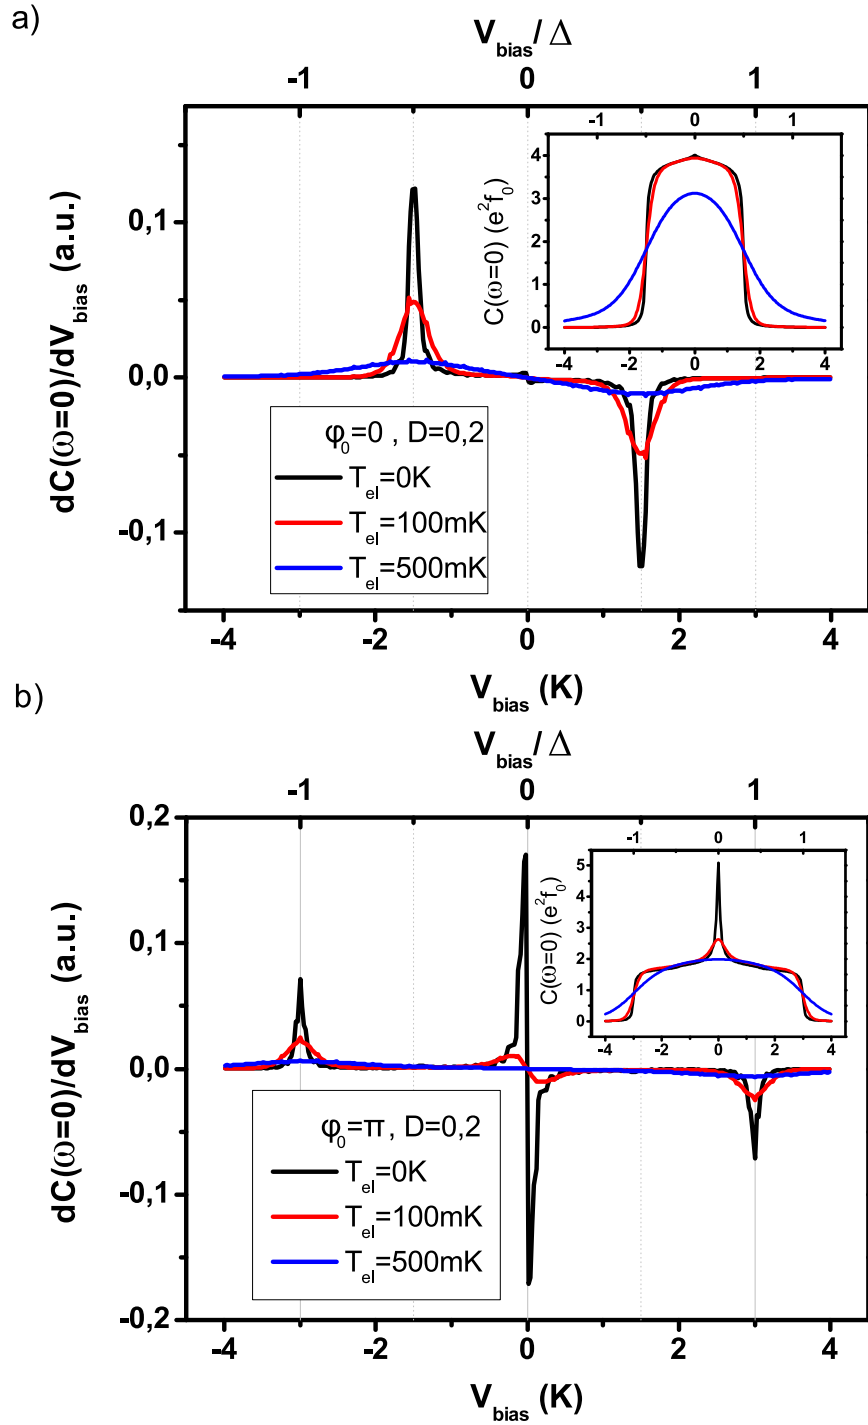 a)
V_bias / Δ
-1 0 1
dC(ω=0)/dV_bias (a.u.)
0,1
0,0
-0,1
-1 0 1
C(ω=0) (e²f₀)
4
3
2
1
0
-4 -2 0 2 4
φ₀=0 , D=0,2
T_el=0K
T_el=100mK
T_el=500mK
-4 -2 0 2 4
V_bias (K)
b)
V_bias / Δ
-1 0 1
dC(ω=0)/dV_bias (a.u.)
0,2
0,1
0,0
-0,1
-0,2
-1 0 1
C(ω=0) (e²f₀)
5
4
3
2
1
0
-4 -2 0 2 4
φ₀=π, D=0,2
T_el=0K
T_el=100mK
T_el=500mK
-4 -2 0 2 4
V_bias (K)